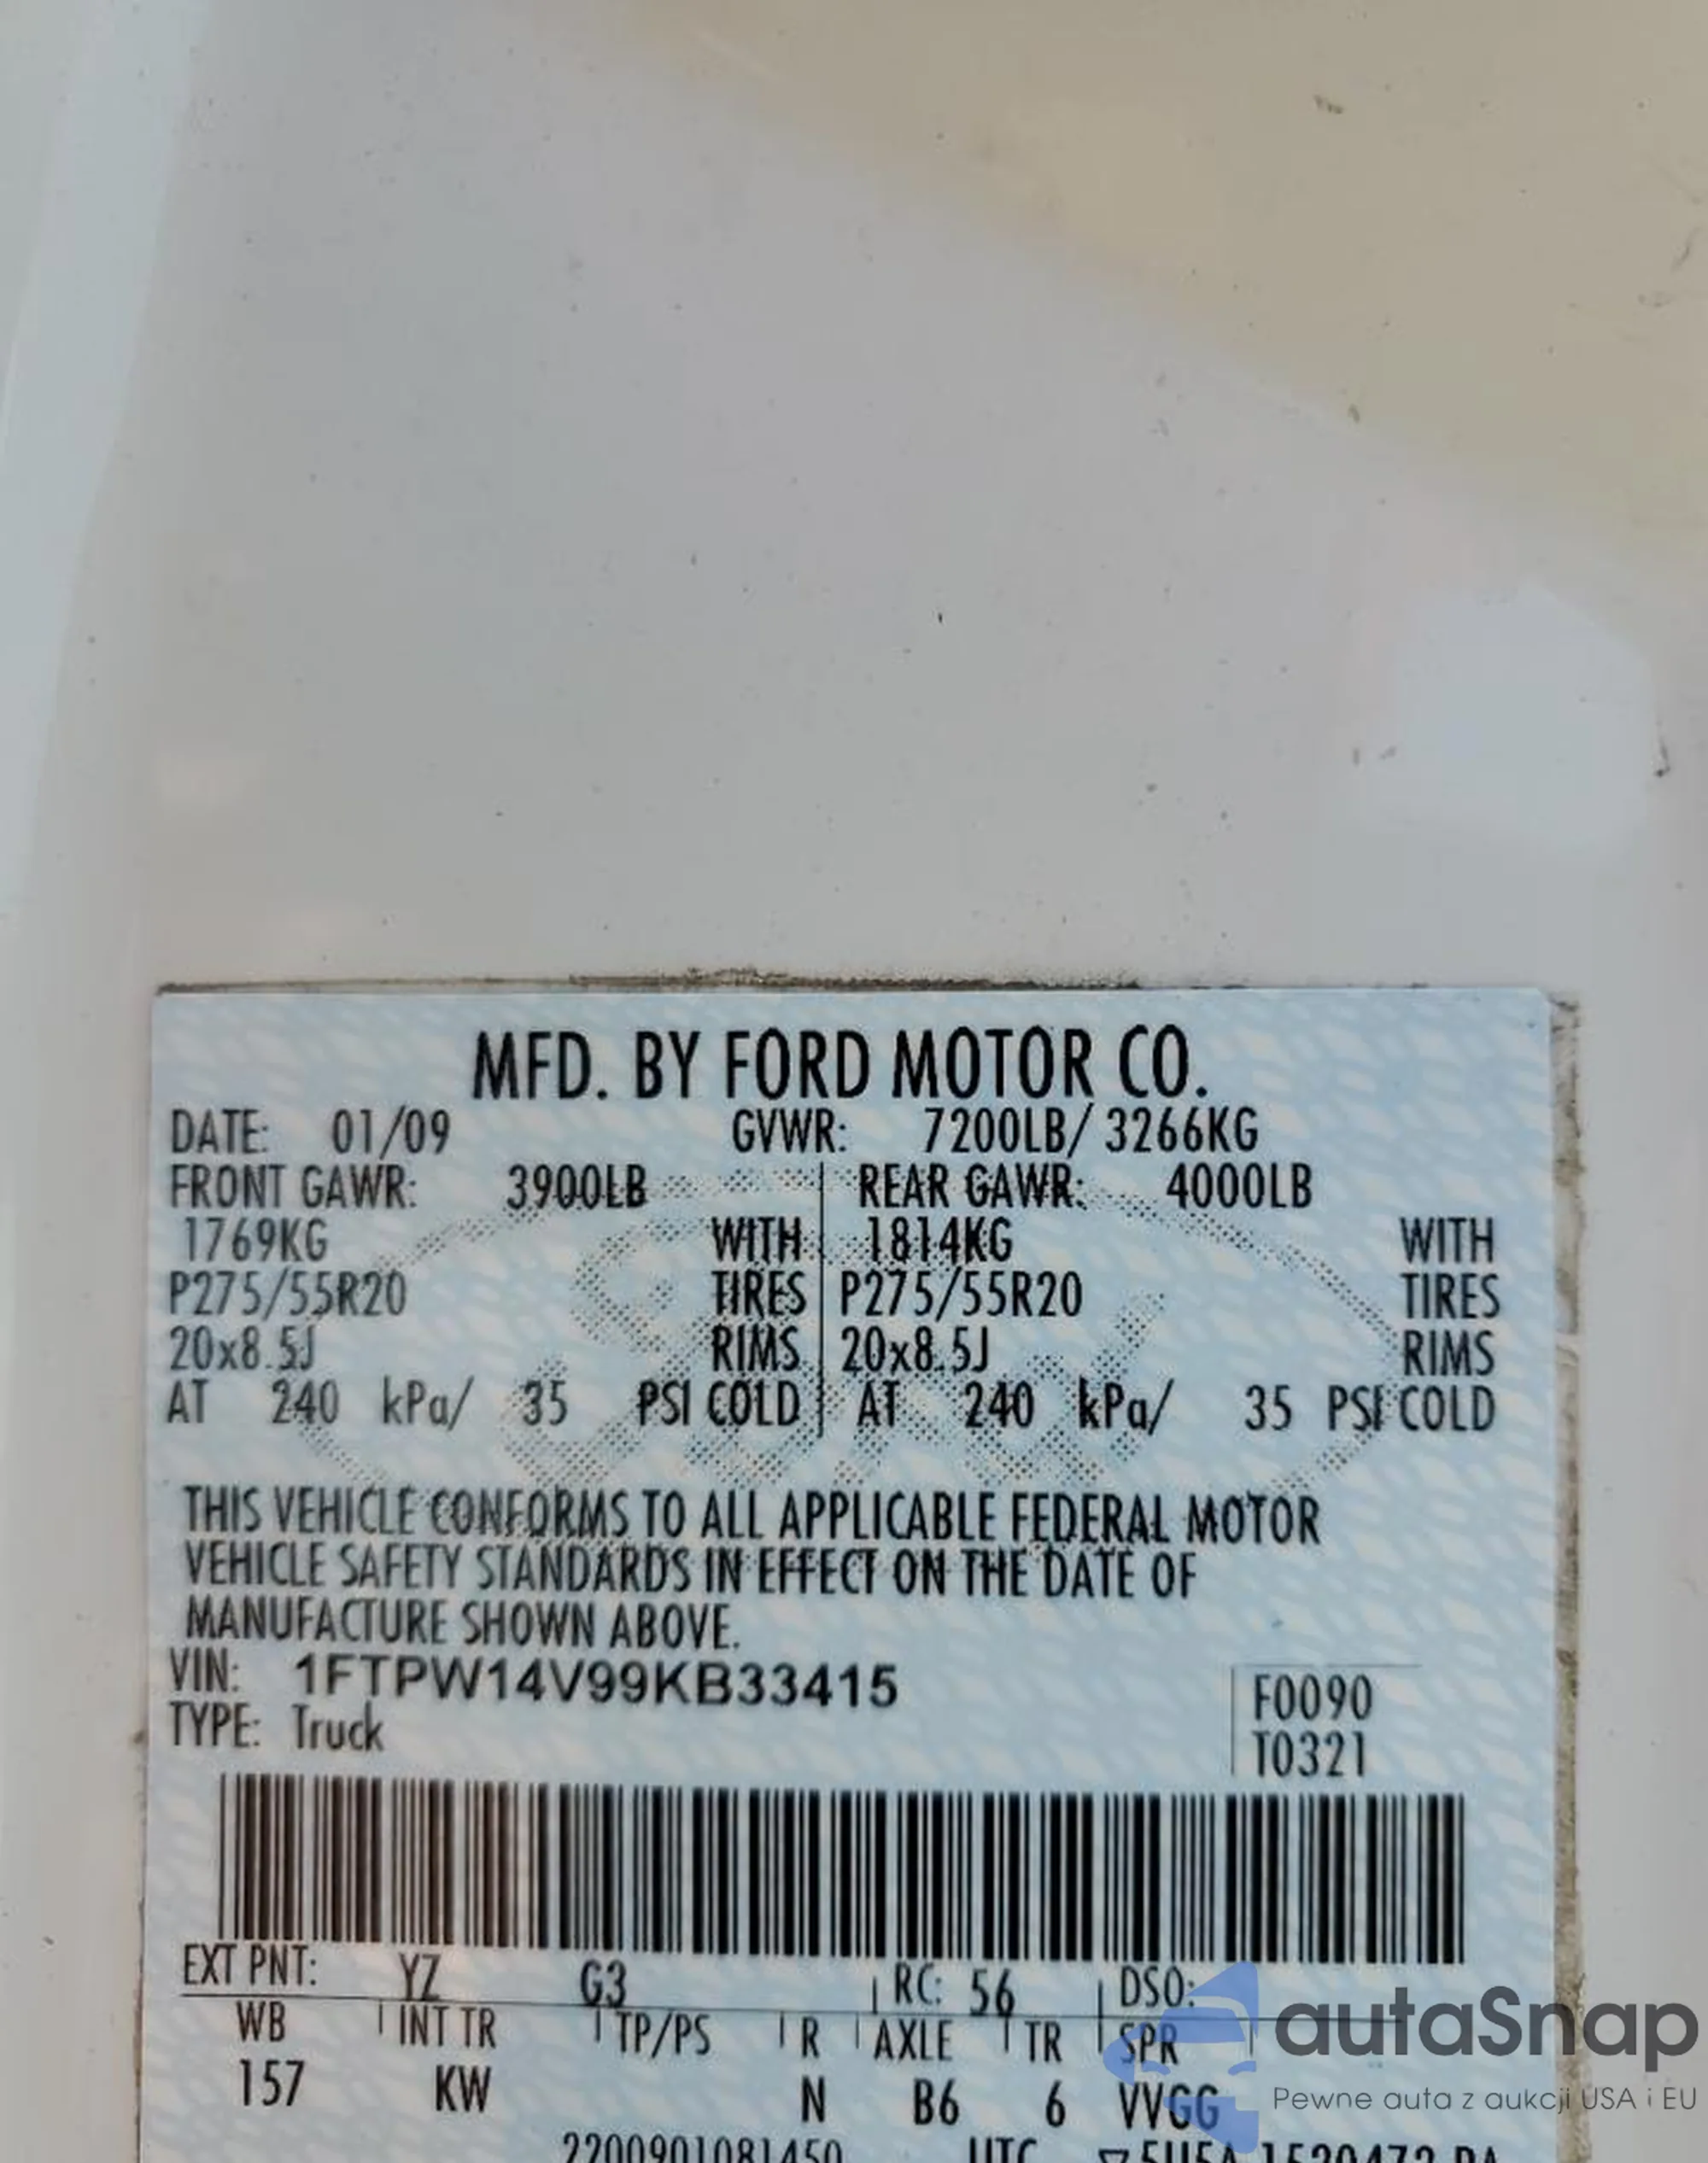 MFD. BY FORD MOTOR CO.
DATE: 01/09 GVWR: 7200LB/ 3266KG
FRONT GAWR: 3900LB REAR GAWR: 4000LB
1769KG WITH 1814KG WITH
P275/55R20 TIRES P275/55R20 TIRES
20x8.5J RIMS 20x8.5J RIMS
AT 240 kPa/ 35 PSI COLD AT 240 kPa/ 35 PSI COLD
THIS VEHICLE CONFORMS TO ALL APPLICABLE FEDERAL MOTOR
VEHICLE SAFETY STANDARDS IN EFFECT ON THE DATE OF
MANUFACTURE SHOWN ABOVE.
VIN: 1FTPW14V99KB33415 F0090
TYPE: Truck T0321
EXT PNT: YZ G3 RC: 56 DSO:
WB INT TR TP/PS R AXLE TR SPR
157 KW N B6 6 VVGG
2200901081450 UTC
autaSnap
Pewne auta z aukcji USA i EU